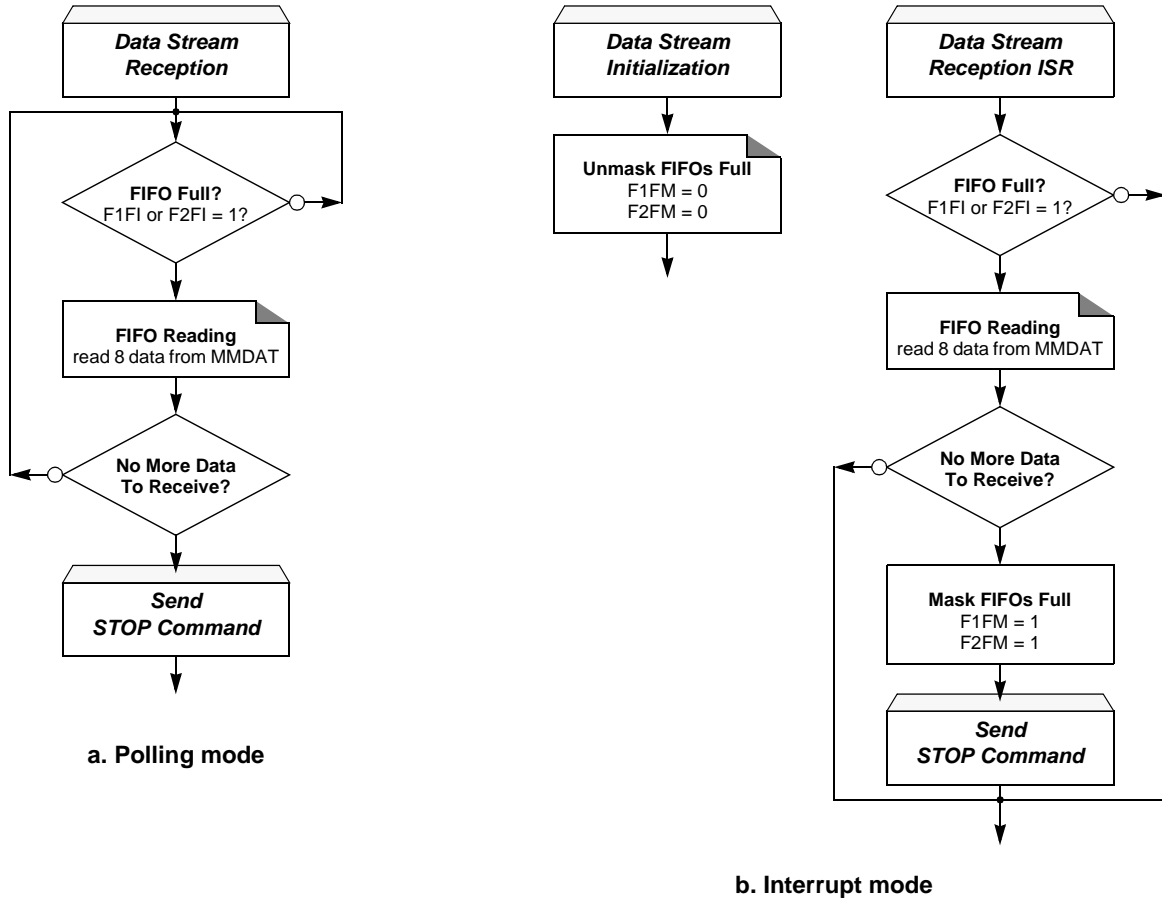 Data Stream
Reception
FIFO Full?
F1FI or F2FI = 1?
FIFO Reading
read 8 data from MMDAT
No More Data
To Receive?
Send
STOP Command
a. Polling mode
Data Stream
Initialization
Unmask FIFOs Full
F1FM = 0
F2FM = 0
Data Stream
Reception ISR
FIFO Full?
F1FI or F2FI = 1?
FIFO Reading
read 8 data from MMDAT
No More Data
To Receive?
Mask FIFOs Full
F1FM = 1
F2FM = 1
Send
STOP Command
b. Interrupt mode